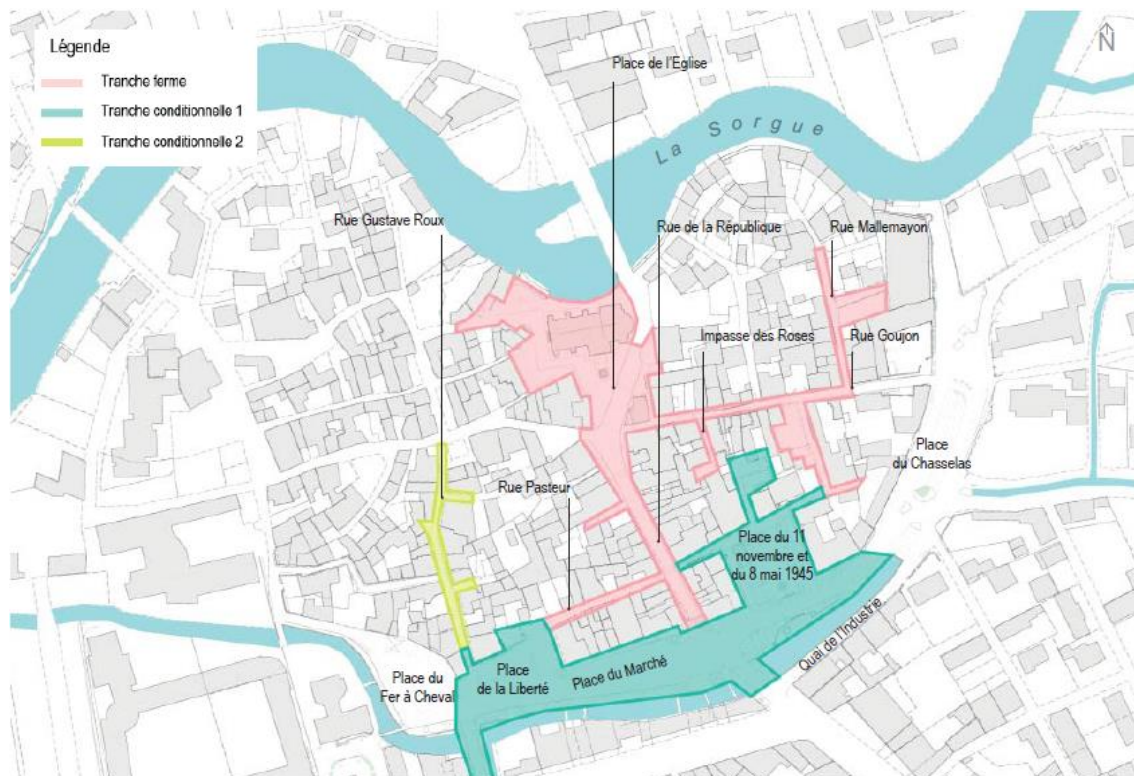 Légende
Tranche ferme
Tranche conditionnelle 1
Tranche conditionnelle 2
N
Place de l'Eglise
La Sorgue
Rue Gustave Roux
Rue de la République
Rue Mallemayon
Impasse des Roses
Rue Goujon
Place
du Chasselas
Rue Pasteur
Place du 11
novembre et
du 8 mai 1945
Quai de l'Industrie
Place du
Fer à Cheval
Place
de la Liberté
Place du Marché